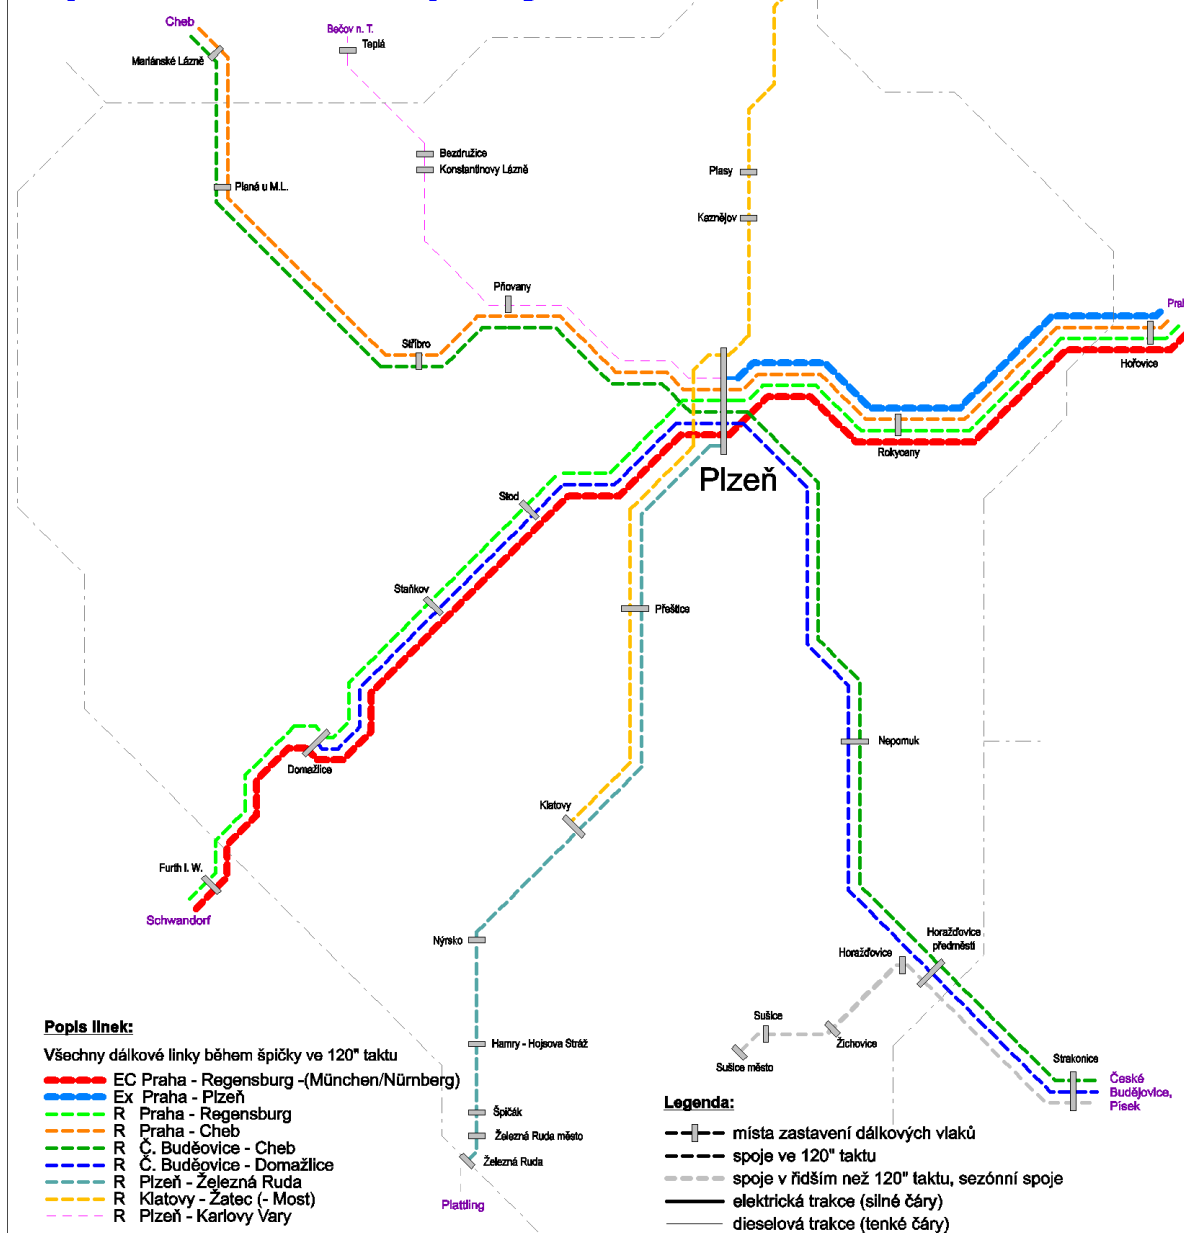 Cheb
Bečov n. T.
Teplá
Mariánské Lázně
Bezdružice
Konstantinovy Lázně
Plasy
Planá u M.L.
Kaznějov
Pňovany
Stříbro
Hořovice
Rokycany
Plzeň
Stod
Staňkov
Přeštice
Domažlice
Nepomuk
Klatovy
Furth I. W.
Schwandorf
Nýrsko
Horažďovice
Horažďovice
předměstí
Sušice
Žichovice
Sušice město
Hamry - Hojsova Stráž
Strakonice
České
Budějovice,
Písek
Špičák
Železná Ruda město
Železná Ruda
Plattling
Popis linek:
Všechny dálkové linky během špičky ve 120" taktu
EC Praha - Regensburg -(München/Nürnberg)
Ex Praha - Plzeň
R Praha - Regensburg
R Praha - Cheb
R Č. Buděovice - Cheb
R Č. Buděovice - Domažlice
R Plzeň - Železná Ruda
R Klatovy - Žatec (- Most)
R Plzeň - Karlovy Vary
Legenda:
místa zastavení dálkových vlaků
spoje ve 120" taktu
spoje v řidším než 120" taktu, sezónní spoje
elektrická trakce (silné čáry)
dieselová trakce (tenké čáry)